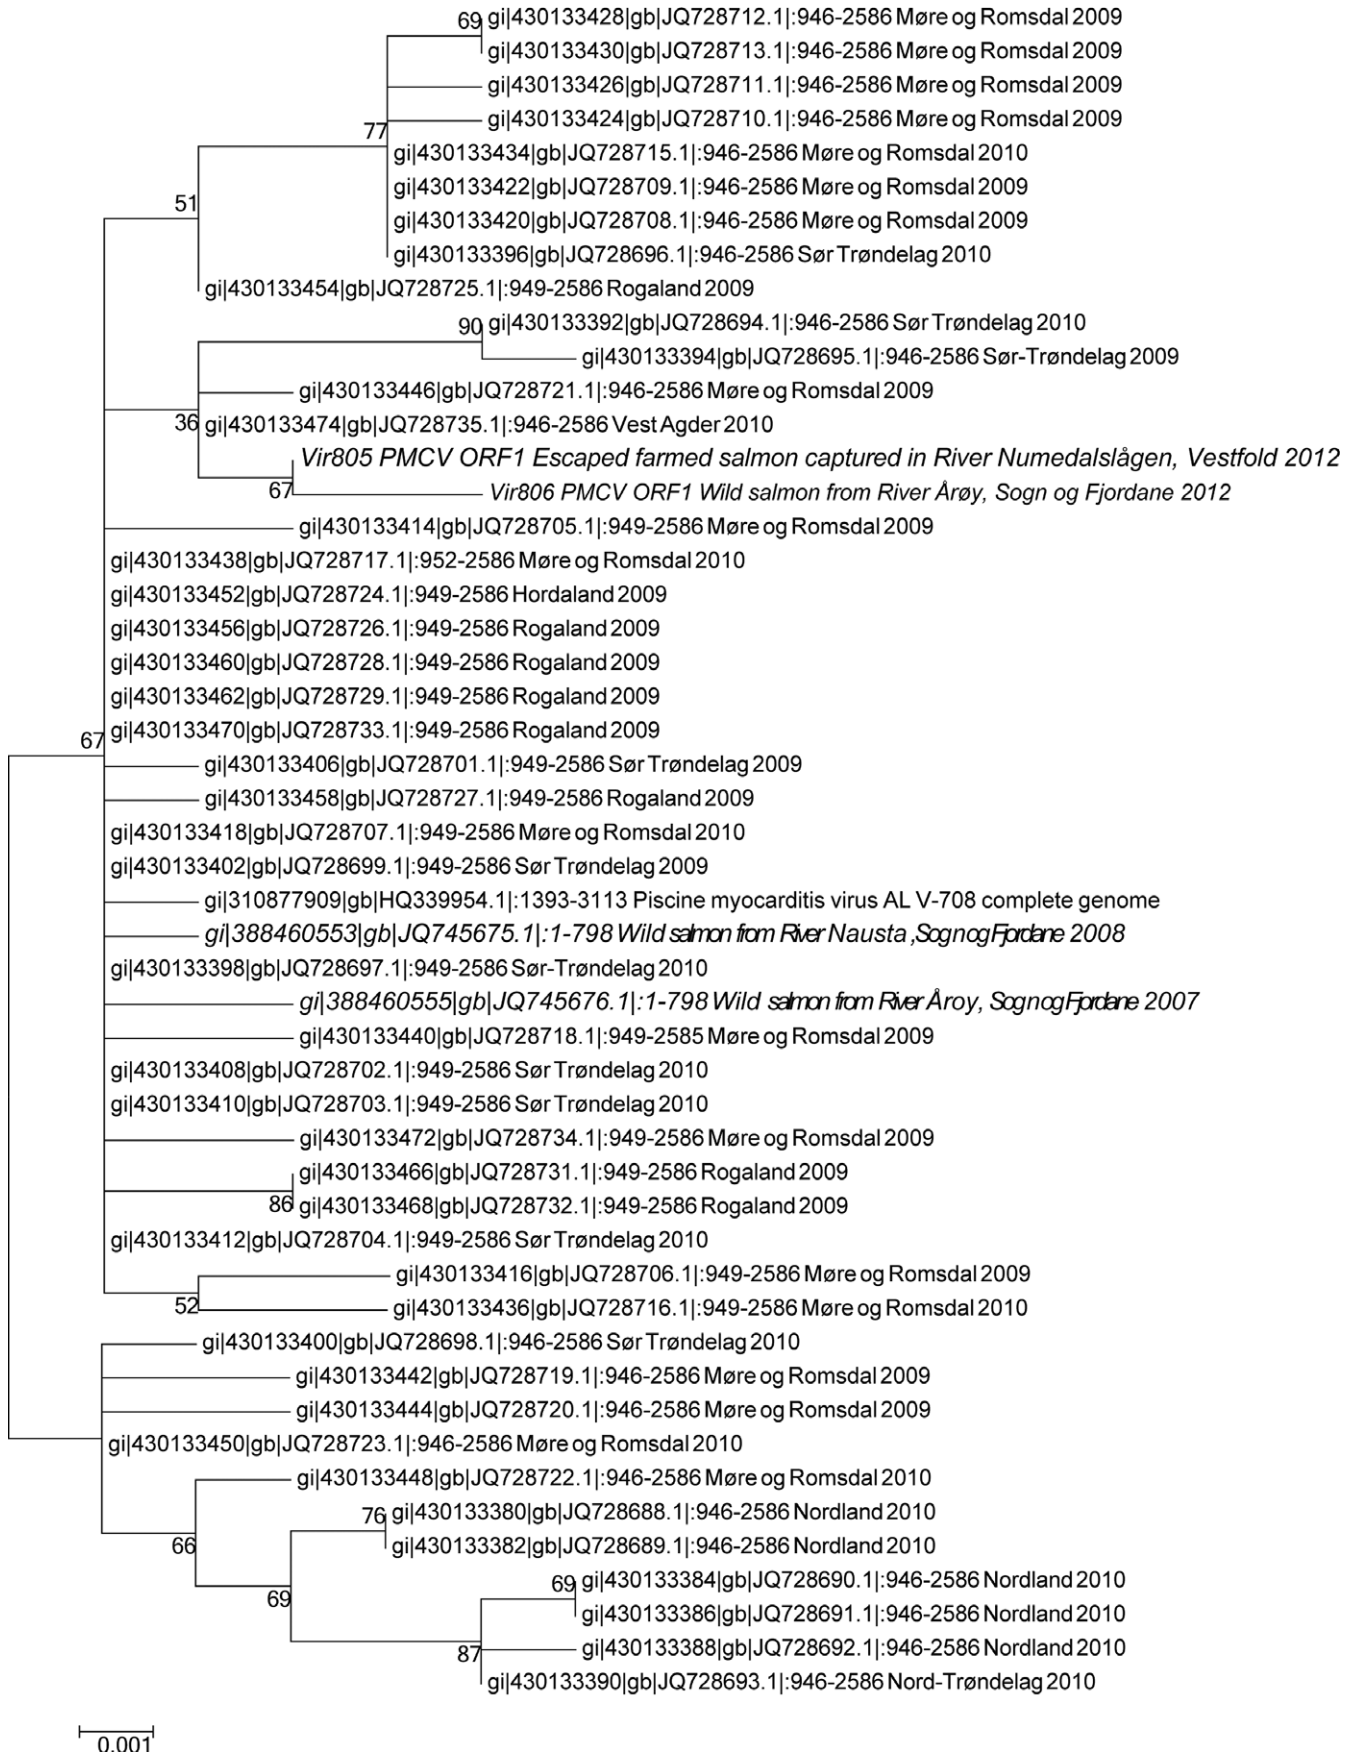 69 gi|430133428|gb|JQ728712.1|:946-2586 Møre og Romsdal 2009
gi|430133430|gb|JQ728713.1|:946-2586 Møre og Romsdal 2009
gi|430133426|gb|JQ728711.1|:946-2586 Møre og Romsdal 2009
gi|430133424|gb|JQ728710.1|:946-2586 Møre og Romsdal 2009
77
gi|430133434|gb|JQ728715.1|:946-2586 Møre og Romsdal 2010
gi|430133422|gb|JQ728709.1|:946-2586 Møre og Romsdal 2009
51
gi|430133420|gb|JQ728708.1|:946-2586 Møre og Romsdal 2009
gi|430133396|gb|JQ728696.1|:946-2586 Sør Trøndelag 2010
gi|430133454|gb|JQ728725.1|:949-2586 Rogaland 2009
90 gi|430133392|gb|JQ728694.1|:946-2586 Sør Trøndelag 2010
gi|430133394|gb|JQ728695.1|:946-2586 Sør-Trøndelag 2009
gi|430133446|gb|JQ728721.1|:946-2586 Møre og Romsdal 2009
36 gi|430133474|gb|JQ728735.1|:946-2586 Vest Agder 2010
Vir805 PMCV ORF1 Escaped farmed salmon captured in River Numedalslågen, Vestfold 2012
67 Vir806 PMCV ORF1 Wild salmon from River Årøy, Sogn og Fjordane 2012
gi|430133414|gb|JQ728705.1|:949-2586 Møre og Romsdal 2009
gi|430133438|gb|JQ728717.1|:952-2586 Møre og Romsdal 2010
gi|430133452|gb|JQ728724.1|:949-2586 Hordaland 2009
gi|430133456|gb|JQ728726.1|:949-2586 Rogaland 2009
gi|430133460|gb|JQ728728.1|:949-2586 Rogaland 2009
gi|430133462|gb|JQ728729.1|:949-2586 Rogaland 2009
gi|430133470|gb|JQ728733.1|:949-2586 Rogaland 2009
67
gi|430133406|gb|JQ728701.1|:949-2586 Sør Trøndelag 2009
gi|430133458|gb|JQ728727.1|:949-2586 Rogaland 2009
gi|430133418|gb|JQ728707.1|:949-2586 Møre og Romsdal 2010
gi|430133402|gb|JQ728699.1|:949-2586 Sør Trøndelag 2009
gi|310877909|gb|HQ339954.1|:1393-3113 Piscine myocarditis virus AL V-708 complete genome
gi|388460553|gb|JQ745675.1|:1-798 Wild salmon from River Nausta ,Sogn og Fjordane 2008
gi|430133398|gb|JQ728697.1|:949-2586 Sør-Trøndelag 2010
gi|388460555|gb|JQ745676.1|:1-798 Wild salmon from River Åroy, Sogn og Fjordane 2007
gi|430133440|gb|JQ728718.1|:949-2585 Møre og Romsdal 2009
gi|430133408|gb|JQ728702.1|:949-2586 Sør Trøndelag 2010
gi|430133410|gb|JQ728703.1|:949-2586 Sør Trøndelag 2010
gi|430133472|gb|JQ728734.1|:949-2586 Møre og Romsdal 2009
gi|430133466|gb|JQ728731.1|:949-2586 Rogaland 2009
86 gi|430133468|gb|JQ728732.1|:949-2586 Rogaland 2009
gi|430133412|gb|JQ728704.1|:949-2586 Sør Trøndelag 2010
gi|430133416|gb|JQ728706.1|:949-2586 Møre og Romsdal 2009
52 gi|430133436|gb|JQ728716.1|:949-2586 Møre og Romsdal 2010
gi|430133400|gb|JQ728698.1|:946-2586 Sør Trøndelag 2010
gi|430133442|gb|JQ728719.1|:946-2586 Møre og Romsdal 2009
gi|430133444|gb|JQ728720.1|:946-2586 Møre og Romsdal 2009
gi|430133450|gb|JQ728723.1|:946-2586 Møre og Romsdal 2010
gi|430133448|gb|JQ728722.1|:946-2586 Møre og Romsdal 2010
76 gi|430133380|gb|JQ728688.1|:946-2586 Nordland 2010
66 gi|430133382|gb|JQ728689.1|:946-2586 Nordland 2010
69 gi|430133384|gb|JQ728690.1|:946-2586 Nordland 2010
69
gi|430133386|gb|JQ728691.1|:946-2586 Nordland 2010
87 gi|430133388|gb|JQ728692.1|:946-2586 Nordland 2010
gi|430133390|gb|JQ728693.1|:946-2586 Nord-Trøndelag 2010
0.001